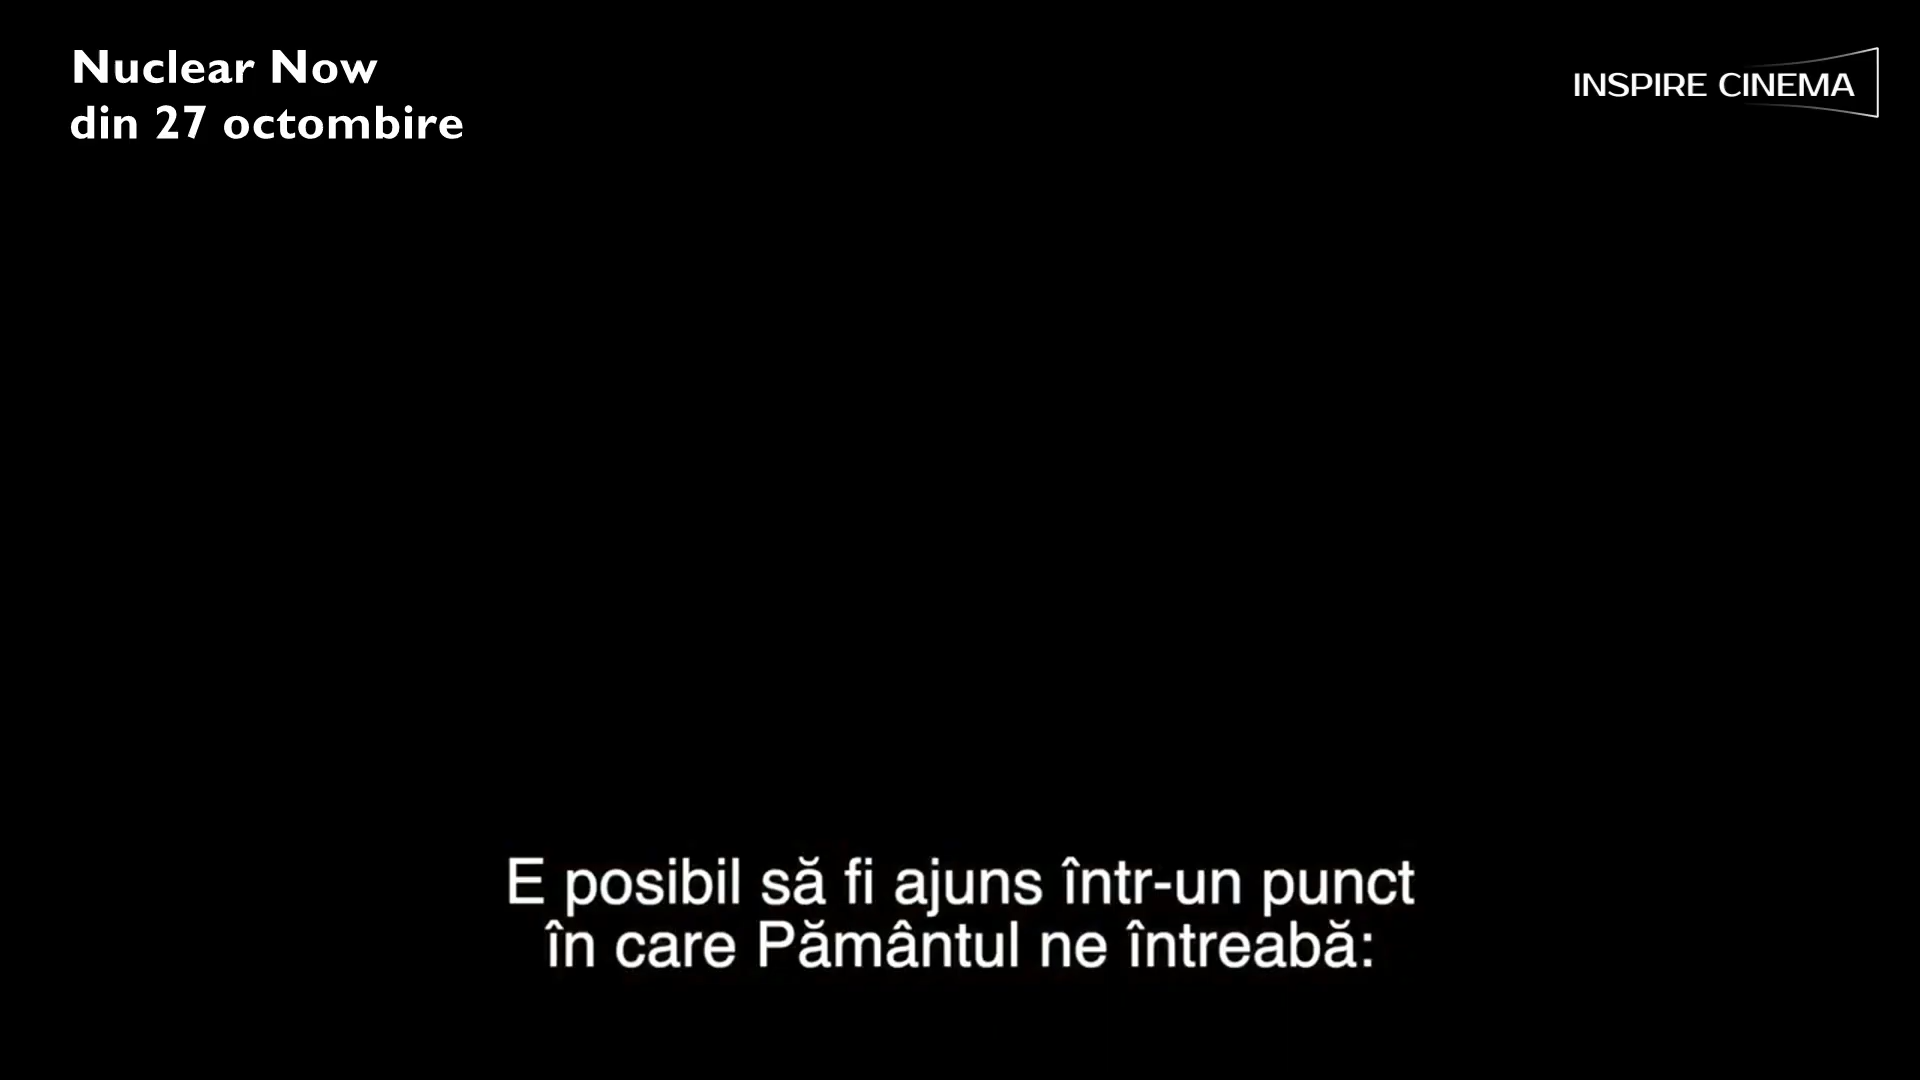 Nuclear Now
din 27 octombire
INSPIRE CINEMA
E posibil să fi ajuns într-un punct
în care Pământul ne întreabă: